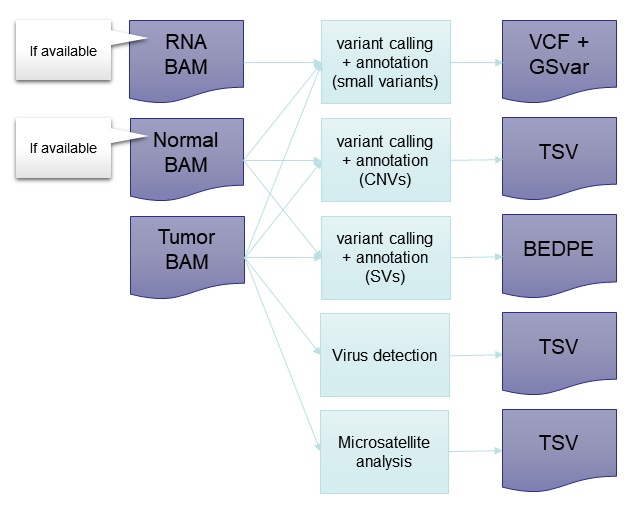 If available
RNA
BAM
variant calling
+ annotation
(small variants)
VCF +
GSvar
If available
Normal
BAM
variant calling
+ annotation
(CNVs)
TSV
Tumor
BAM
variant calling
+ annotation
(SVs)
BEDPE
Virus detection
TSV
Microsatellite
analysis
TSV